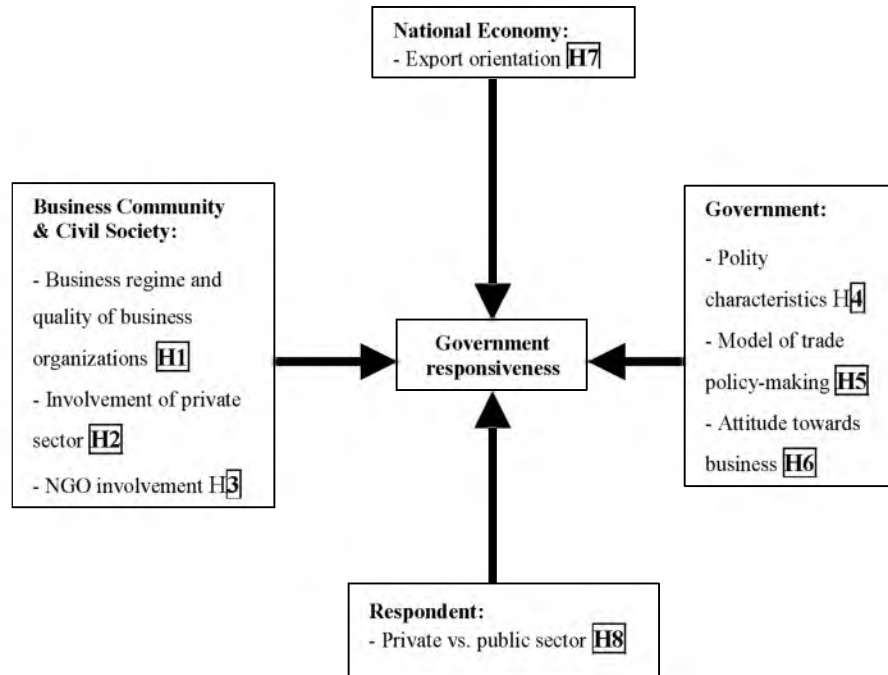 National Economy:
- Export orientation H7
Business Community
& Civil Society:
- Business regime and
quality of business
organizations H1
- Involvement of private
sector H2
- NGO involvement H3
Government
responsiveness
Government:
- Polity
characteristics H4
- Model of trade
policy-making H5
- Attitude towards
business H6
Respondent:
- Private vs. public sector H8